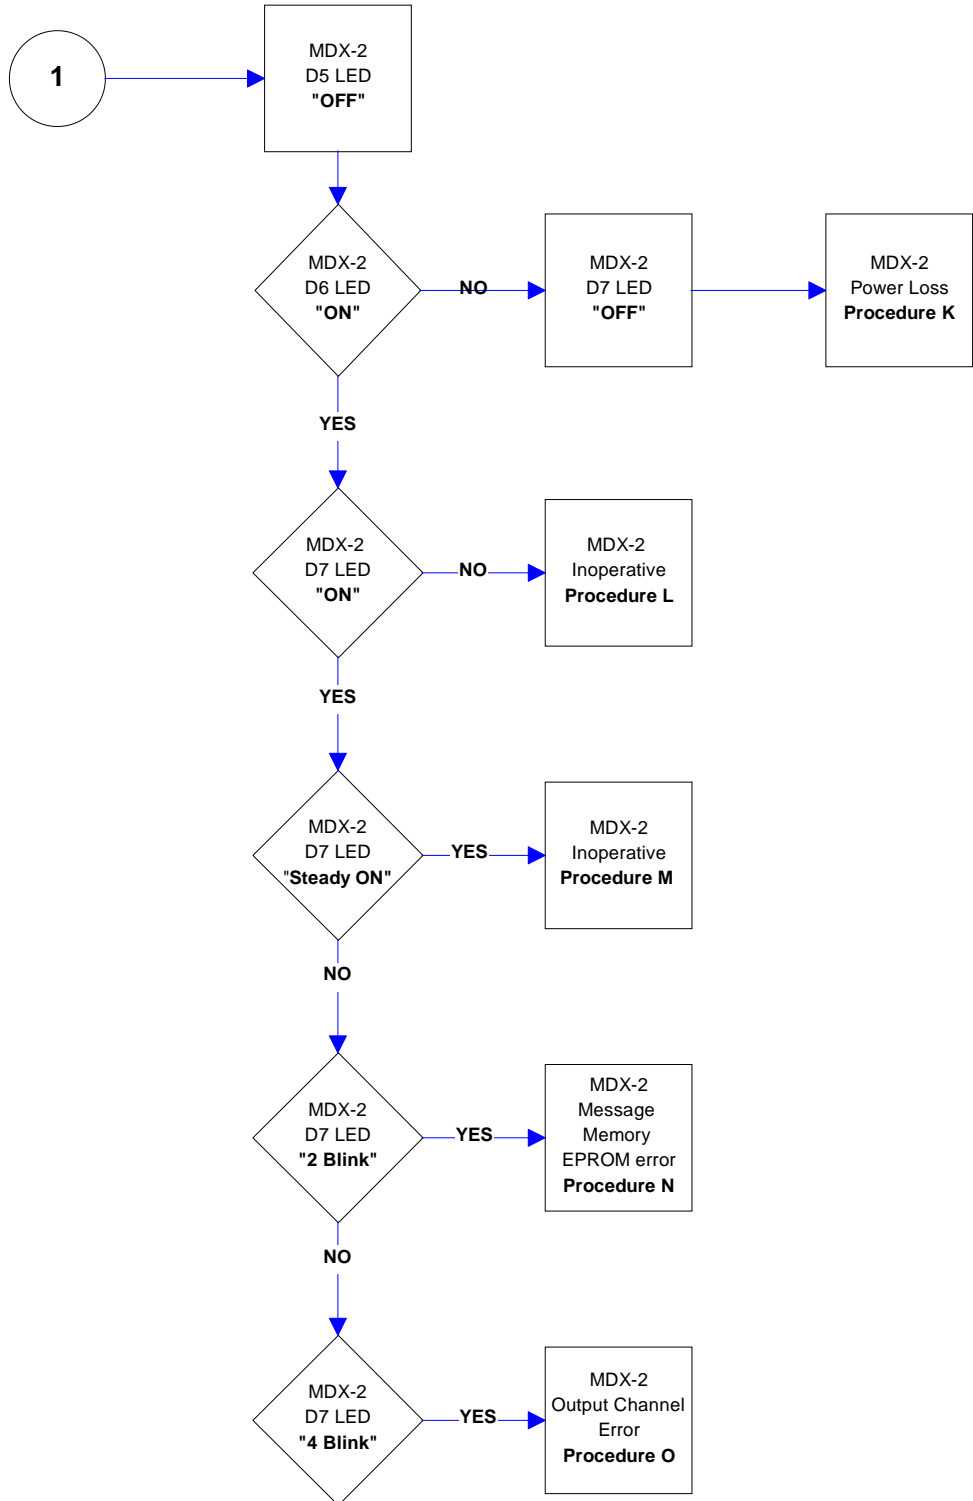 1
MDX-2
D5 LED
"OFF"
MDX-2
D6 LED
"ON"
NO
MDX-2
D7 LED
"OFF"
MDX-2
Power Loss
Procedure K
YES
MDX-2
D7 LED
"ON"
NO
MDX-2
Inoperative
Procedure L
YES
MDX-2
D7 LED
"Steady ON"
YES
MDX-2
Inoperative
Procedure M
NO
MDX-2
D7 LED
"2 Blink"
YES
MDX-2
Message
Memory
EPROM error
Procedure N
NO
MDX-2
D7 LED
"4 Blink"
YES
MDX-2
Output Channel
Error
Procedure O